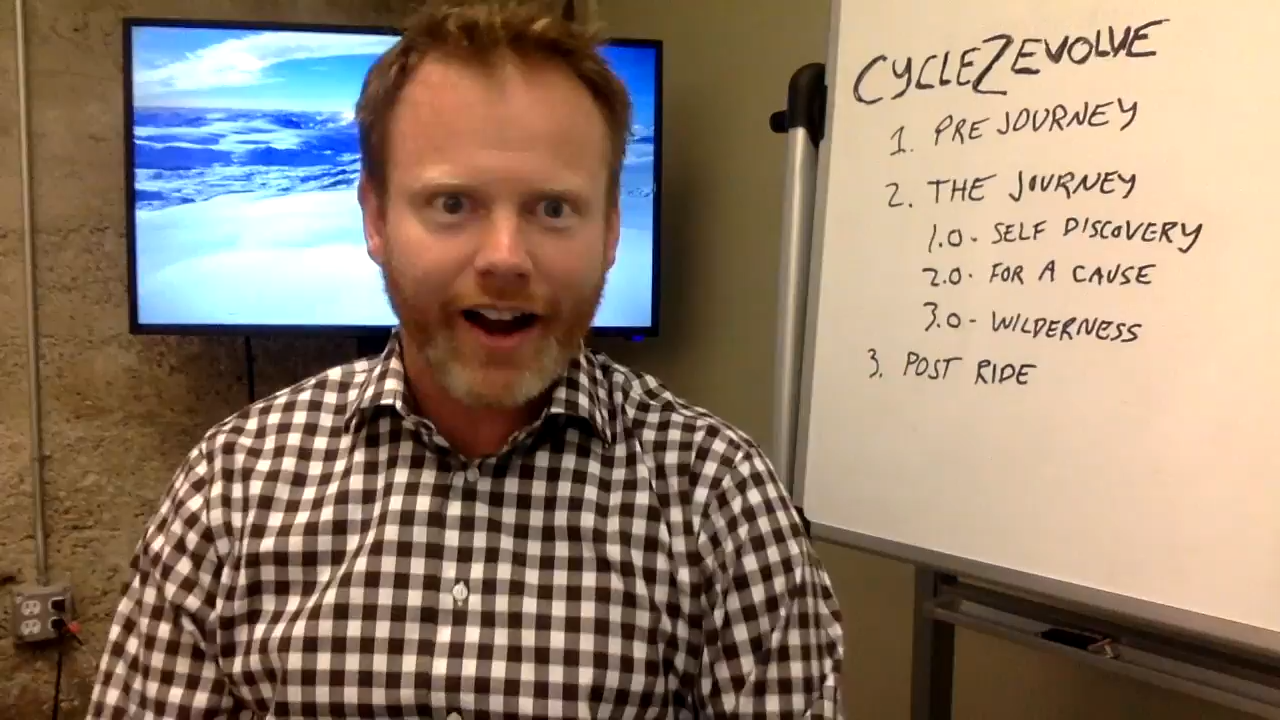 CYCLE2EVOLVE
1. PRE JOURNEY
2. THE JOURNEY
1.0 - SELF DISCOVERY
2.0 - FOR A CAUSE
3.0 - WILDERNESS
3. POST RIDE